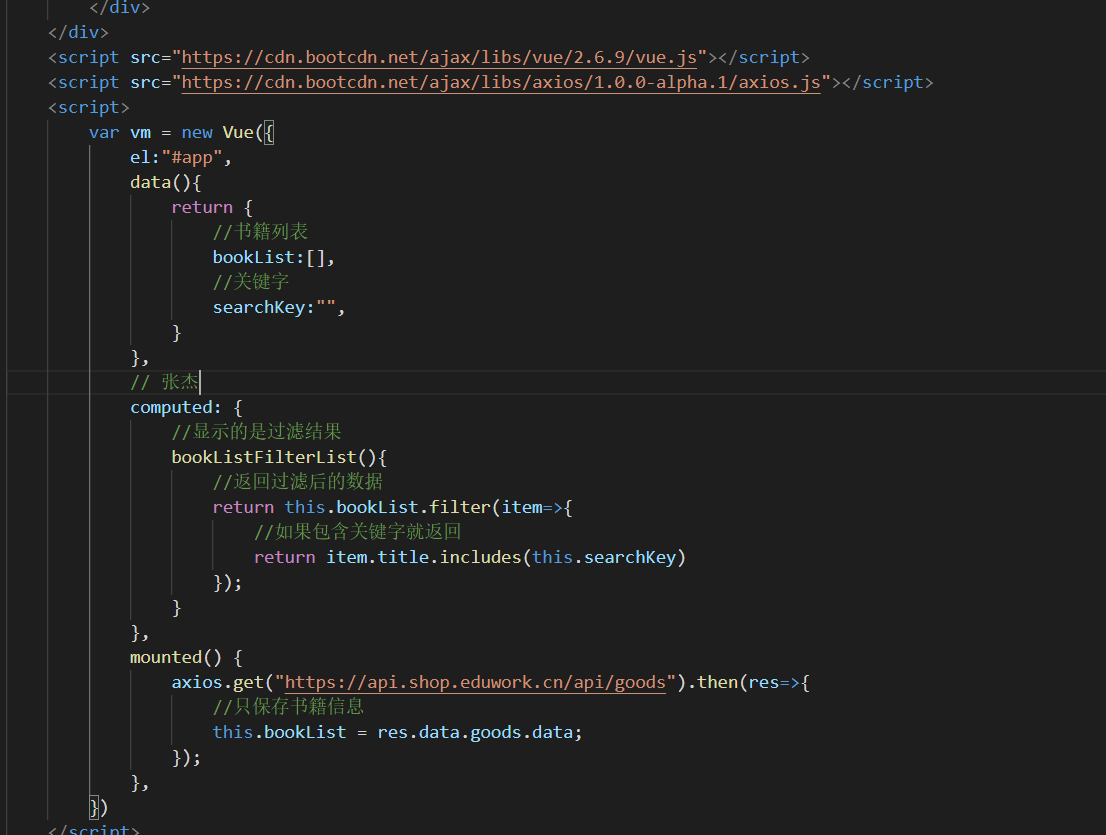 </div>
</div>
<script src="https://cdn.bootcdn.net/ajax/libs/vue/2.6.9/vue.js"></script>
<script src="https://cdn.bootcdn.net/ajax/libs/axios/1.0.0-alpha.1/axios.js"></script>
<script>
var vm = new Vue({
el:"#app",
data(){
return {
//书籍列表
bookList:[],
//关键字
searchKey:"",
}
},
// 张杰
computed: {
//显示的是过滤结果
bookListFilterList(){
//返回过滤后的数据
return this.bookList.filter(item=>{
//如果包含关键字就返回
return item.title.includes(this.searchKey)
});
}
},
mounted() {
axios.get("https://api.shop.eduwork.cn/api/goods").then(res=>{
//只保存书籍信息
this.bookList = res.data.goods.data;
});
},
})
</script>